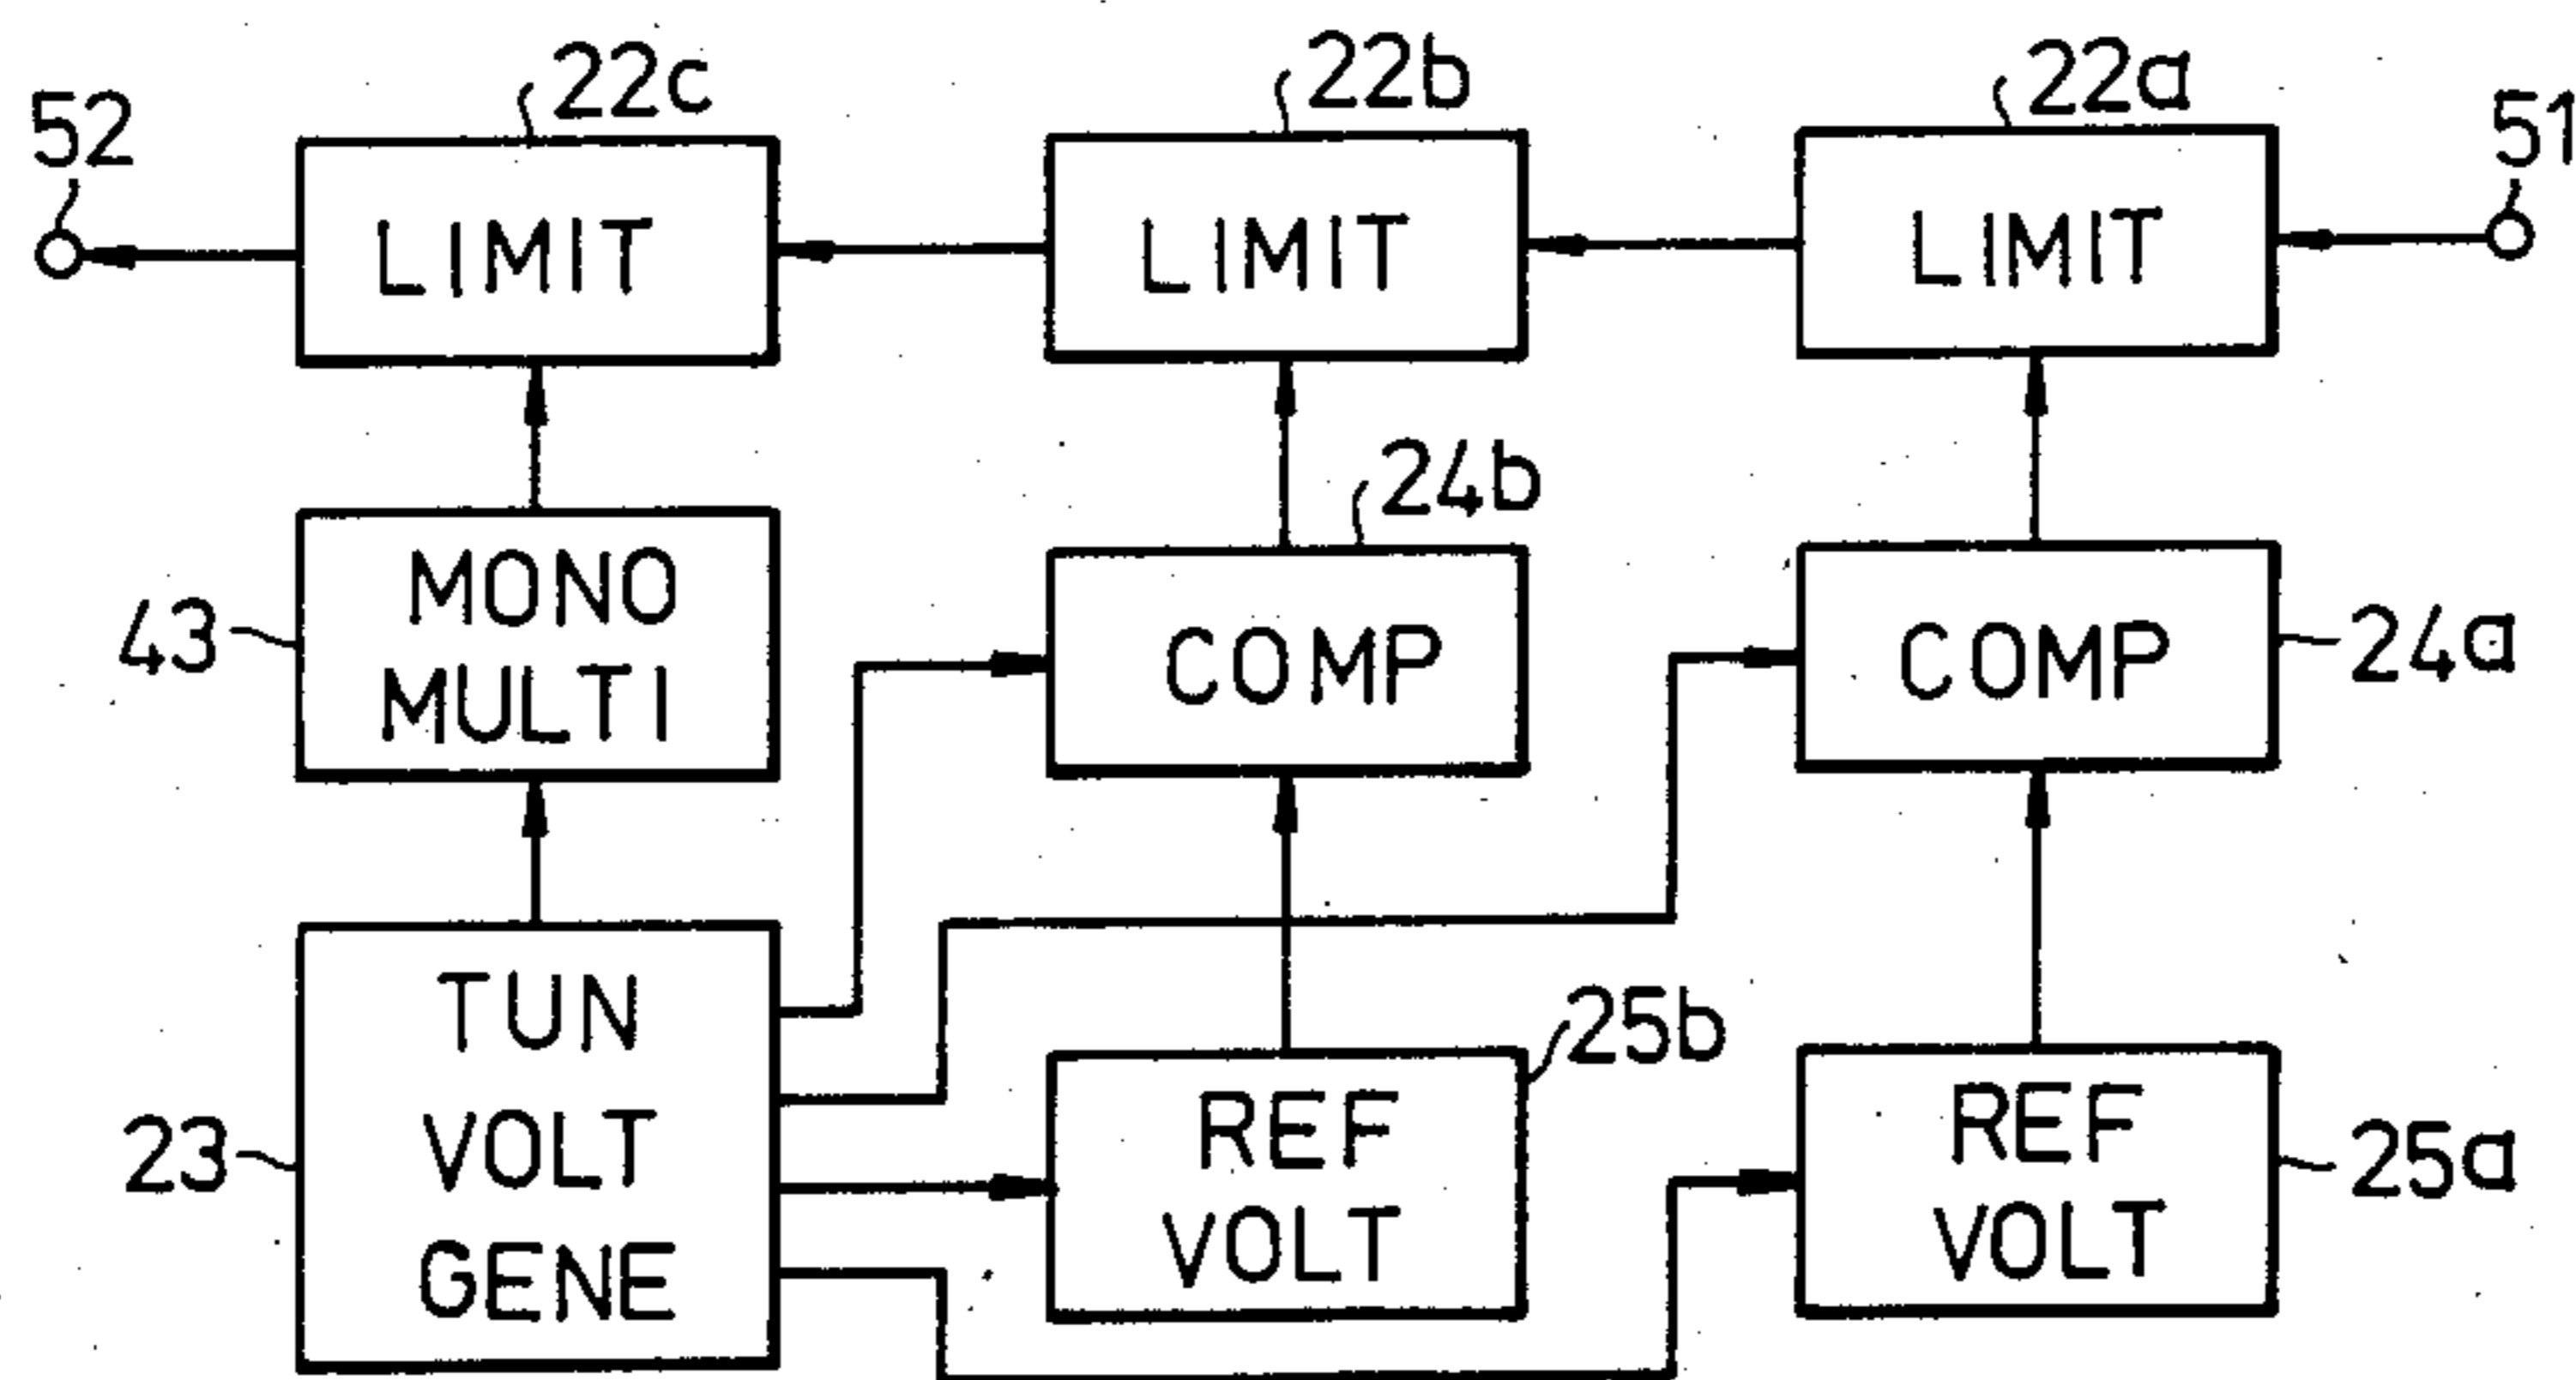 22c
22b
22a
52
51
LIMIT
LIMIT
LIMIT
24b
43
MONO
MULTI
COMP
COMP
24a
23
TUN
VOLT
GENE
25b
REF
VOLT
REF
VOLT
25a